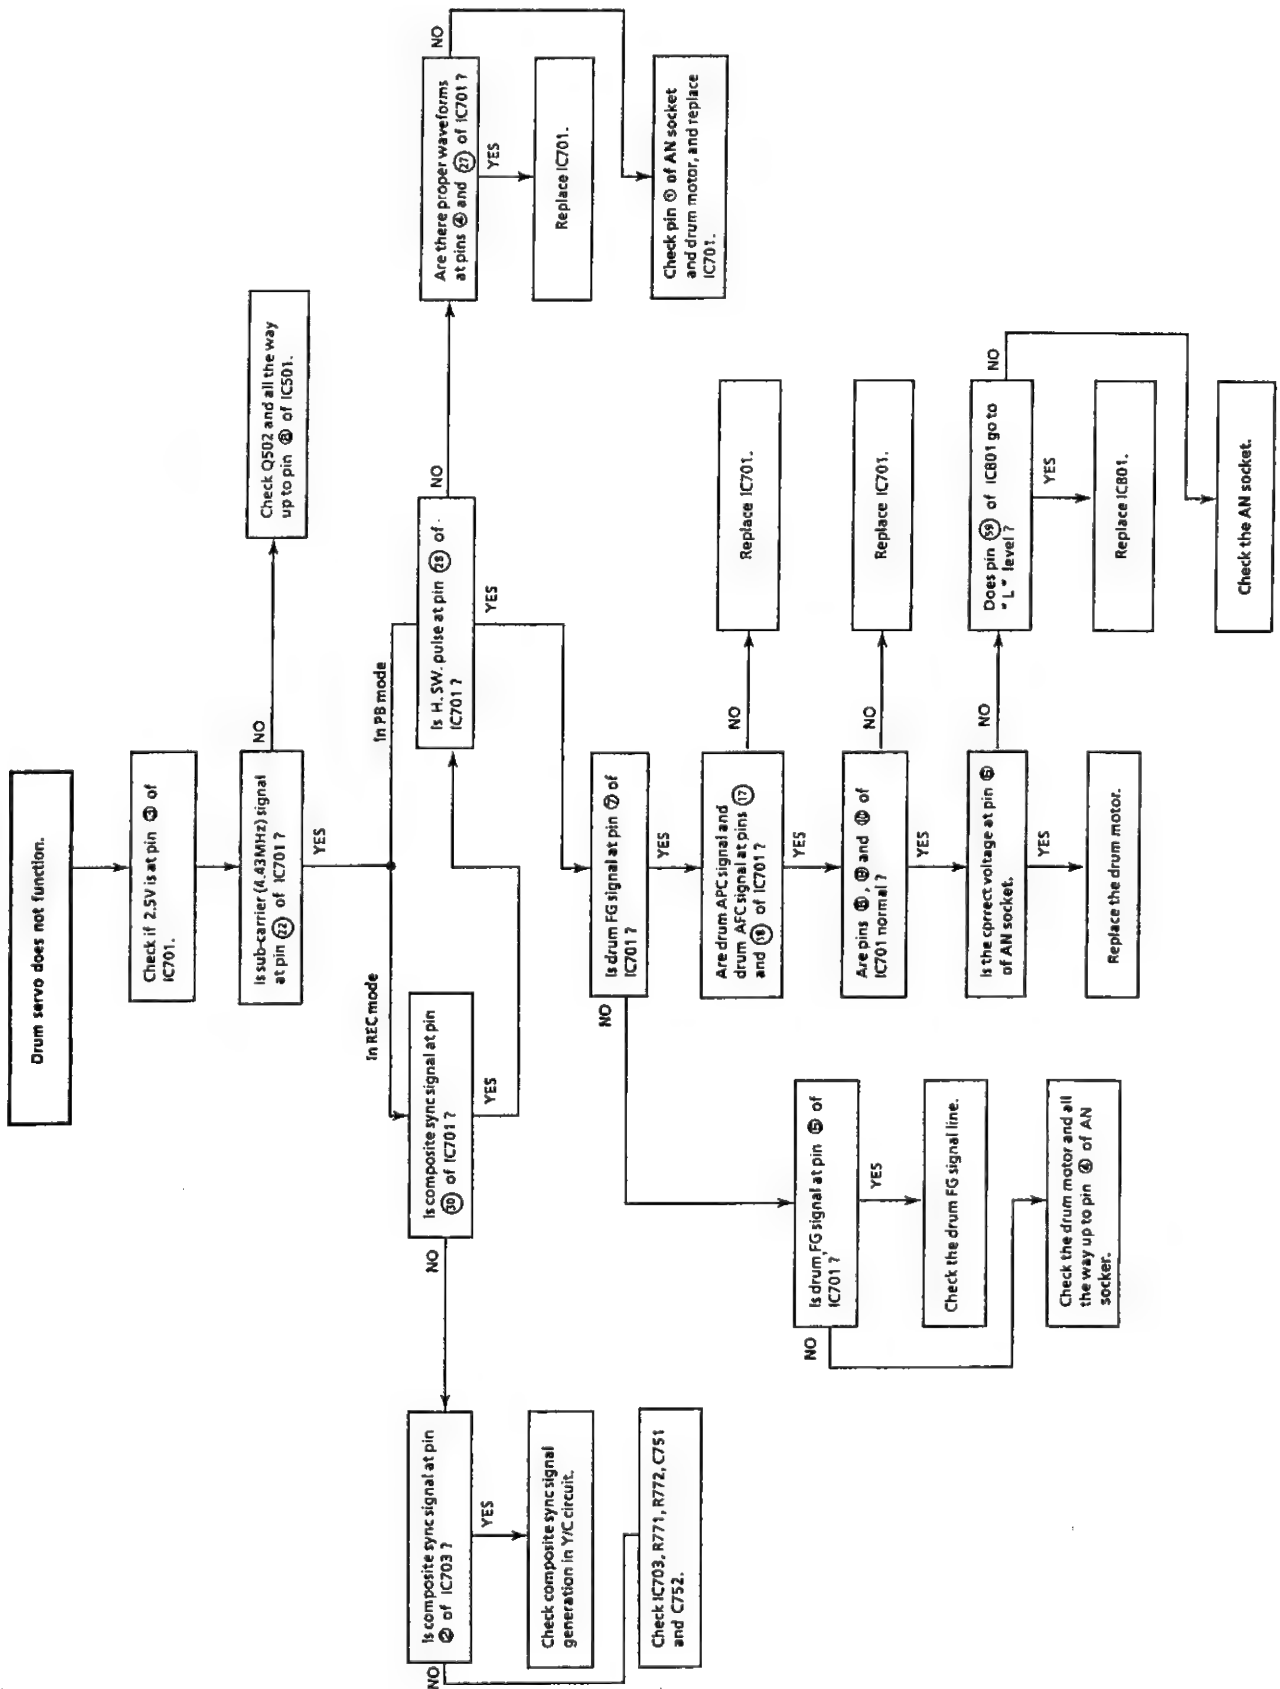 Drum servo does not function.
Check if 2.5V is at pin ③ of
IC701.
Is sub-carrier (4.43MHz) signal
at pin ㉒ of IC701 ?
NO
Check Q502 and all the way
up to pin ⑧ of IC501.
YES
In REC mode
In PB mode
Is composite sync signal at pin
㉚ of IC701 ?
NO
YES
Is composite sync signal at pin
② of IC703 ?
NO
YES
Check composite sync signal
generation in Y/C circuit.
Check IC703, R771, R772, C751
and C752.
Is H. SW. pulse at pin ㉘ of
IC701 ?
NO
YES
Are there proper waveforms
at pins ④ and ㉗ of IC701 ?
NO
YES
Replace IC701.
Check pin ① of AN socket
and drum motor, and replace
IC701.
Is drum FG signal at pin ⑦ of
IC701 ?
NO
YES
Is drum FG signal at pin ⑤ of
IC701 ?
NO
YES
Check the drum FG signal line.
Check the drum motor and all
the way up to pin ④ of AN
socker.
Are drum APC signal and
drum AFC signal at pins ⑰
and ⑱ of IC701 ?
NO
Replace IC701.
YES
Are pins , and of
IC701 normal ?
NO
Replace IC701.
YES
Is the correct voltage at pin ⑥
of AN socket.
NO
YES
Replace the drum motor.
Does pin ㊴ of IC801 go to
" L " level ?
NO
YES
Replace IC801.
Check the AN socket.